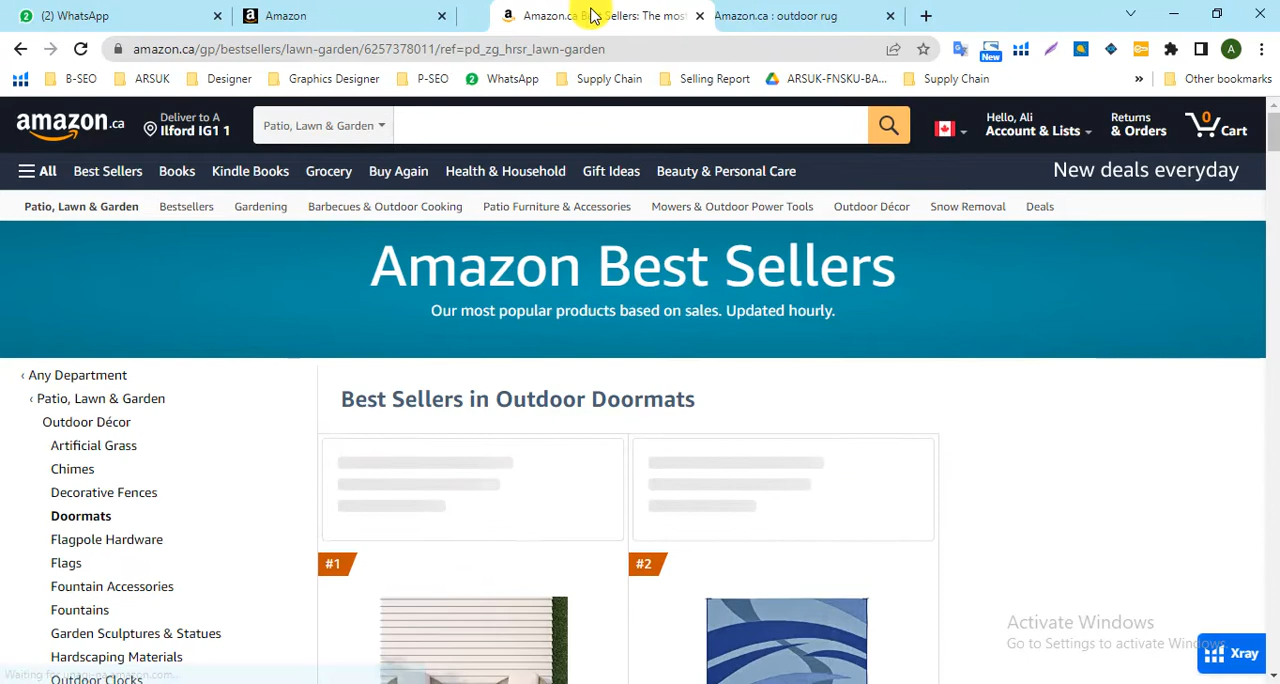 (2) WhatsApp
Amazon
Amazon.ca Best Sellers: The most
Amazon.ca : outdoor rug
amazon.ca/gp/bestsellers/lawn-garden/6257378011/ref=pd_zg_hrsr_lawn-garden
New
A
B-SEO
ARSUK
Designer
Graphics Designer
P-SEO
WhatsApp
Supply Chain
Selling Report
ARSUK-FNSKU-BA...
Supply Chain
»
Other bookmarks
amazon.ca
Deliver to A
Ilford IG1 1
Patio, Lawn & Garden
Hello, Ali
Account & Lists
Returns
& Orders
0
Cart
All
Best Sellers
Books
Kindle Books
Grocery
Buy Again
Health & Household
Gift Ideas
Beauty & Personal Care
New deals everyday
Patio, Lawn & Garden
Bestsellers
Gardening
Barbecues & Outdoor Cooking
Patio Furniture & Accessories
Mowers & Outdoor Power Tools
Outdoor Décor
Snow Removal
Deals
Amazon Best Sellers
Our most popular products based on sales. Updated hourly.
‹ Any Department
‹ Patio, Lawn & Garden
Outdoor Décor
Artificial Grass
Chimes
Decorative Fences
Doormats
Flagpole Hardware
Flags
Fountain Accessories
Fountains
Garden Sculptures & Statues
Hardscaping Materials
Outdoor Clocks
Best Sellers in Outdoor Doormats
#1
#2
Activate Windows
Go to Settings to activate Windows.
Xray